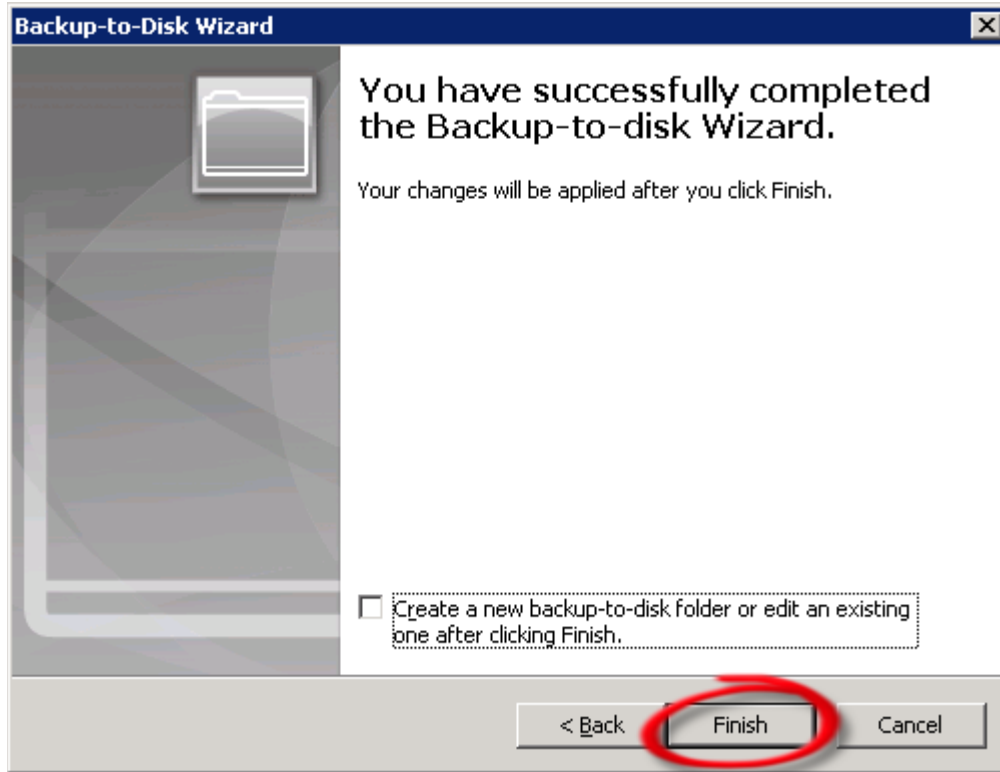 Backup-to-Disk Wizard
You have successfully completed
the Backup-to-disk Wizard.
Your changes will be applied after you click Finish.
Create a new backup-to-disk folder or edit an existing
one after clicking Finish.
< Back Finish Cancel